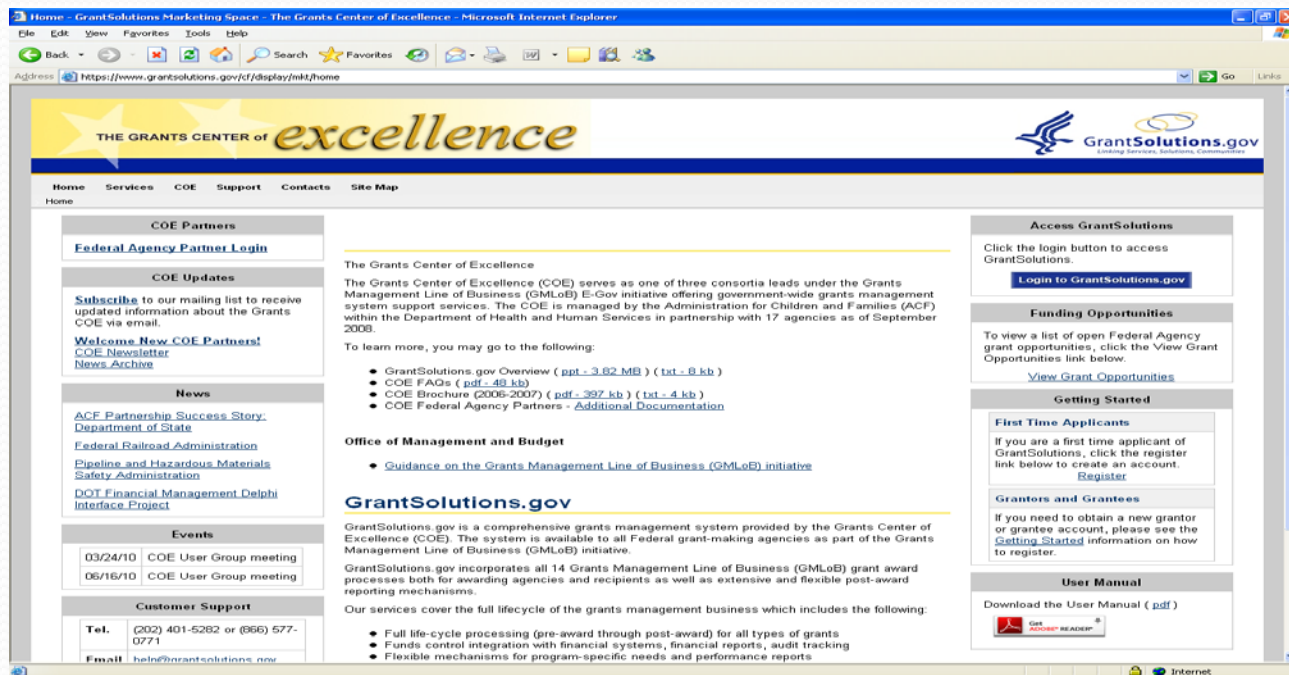 Home - GrantSolutions Marketing Space - The Grants Center of Excellence - Microsoft Internet Explorer
File Edit View Favorites Tools Help
Back Search Favorites
Address https://www.grantsolutions.gov/cf/display/mkt/home Go Links
THE GRANTS CENTER of excellence
GrantSolutions.gov
Linking Services, Solutions, Communities
Home Services COE Support Contacts Site Map
Home
COE Partners
Federal Agency Partner Login
COE Updates
Subscribe to our mailing list to receive
updated information about the Grants
COE via email.
Welcome New COE Partners!
COE Newsletter
News Archive
News
ACF Partnership Success Story:
Department of State
Federal Railroad Administration
Pipeline and Hazardous Materials
Safety Administration
DOT Financial Management Delphi
Interface Project
Events
03/24/10 COE User Group meeting
06/16/10 COE User Group meeting
Customer Support
Tel. (202) 401-5282 or (866) 577-
0771
Email help@grantsolutions.gov
The Grants Center of Excellence
The Grants Center of Excellence (COE) serves as one of three consortia leads under the Grants
Management Line of Business (GMLoB) E-Gov initiative offering government-wide grants management
system support services. The COE is managed by the Administration for Children and Families (ACF)
within the Department of Health and Human Services in partnership with 17 agencies as of September
2008.
To learn more, you may go to the following:
GrantSolutions.gov Overview ( ppt - 3.82 MB ) ( txt - 8 kb )
COE FAQs ( pdf - 48 kb)
COE Brochure (2006-2007) ( pdf - 397 kb ) ( txt - 4 kb )
COE Federal Agency Partners - Additional Documentation
Office of Management and Budget
Guidance on the Grants Management Line of Business (GMLoB) initiative
GrantSolutions.gov
GrantSolutions.gov is a comprehensive grants management system provided by the Grants Center of
Excellence (COE). The system is available to all Federal grant-making agencies as part of the Grants
Management Line of Business (GMLoB) initiative.
GrantSolutions.gov incorporates all 14 Grants Management Line of Business (GMLoB) grant award
processes both for awarding agencies and recipients as well as extensive and flexible post-award
reporting mechanisms.
Our services cover the full lifecycle of the grants management business which includes the following:
Full life-cycle processing (pre-award through post-award) for all types of grants
Funds control integration with financial systems, financial reports, audit tracking
Flexible mechanisms for program-specific needs and performance reports
Access GrantSolutions
Click the login button to access
GrantSolutions.
Login to GrantSolutions.gov
Funding Opportunities
To view a list of open Federal Agency
grant opportunities, click the View Grant
Opportunities link below.
View Grant Opportunities
Getting Started
First Time Applicants
If you are a first time applicant of
GrantSolutions, click the register
link below to create an account.
Register
Grantors and Grantees
If you need to obtain a new grantor
or grantee account, please see the
Getting Started information on how
to register.
User Manual
Download the User Manual ( pdf )
Get
ADOBE® READER®
Internet